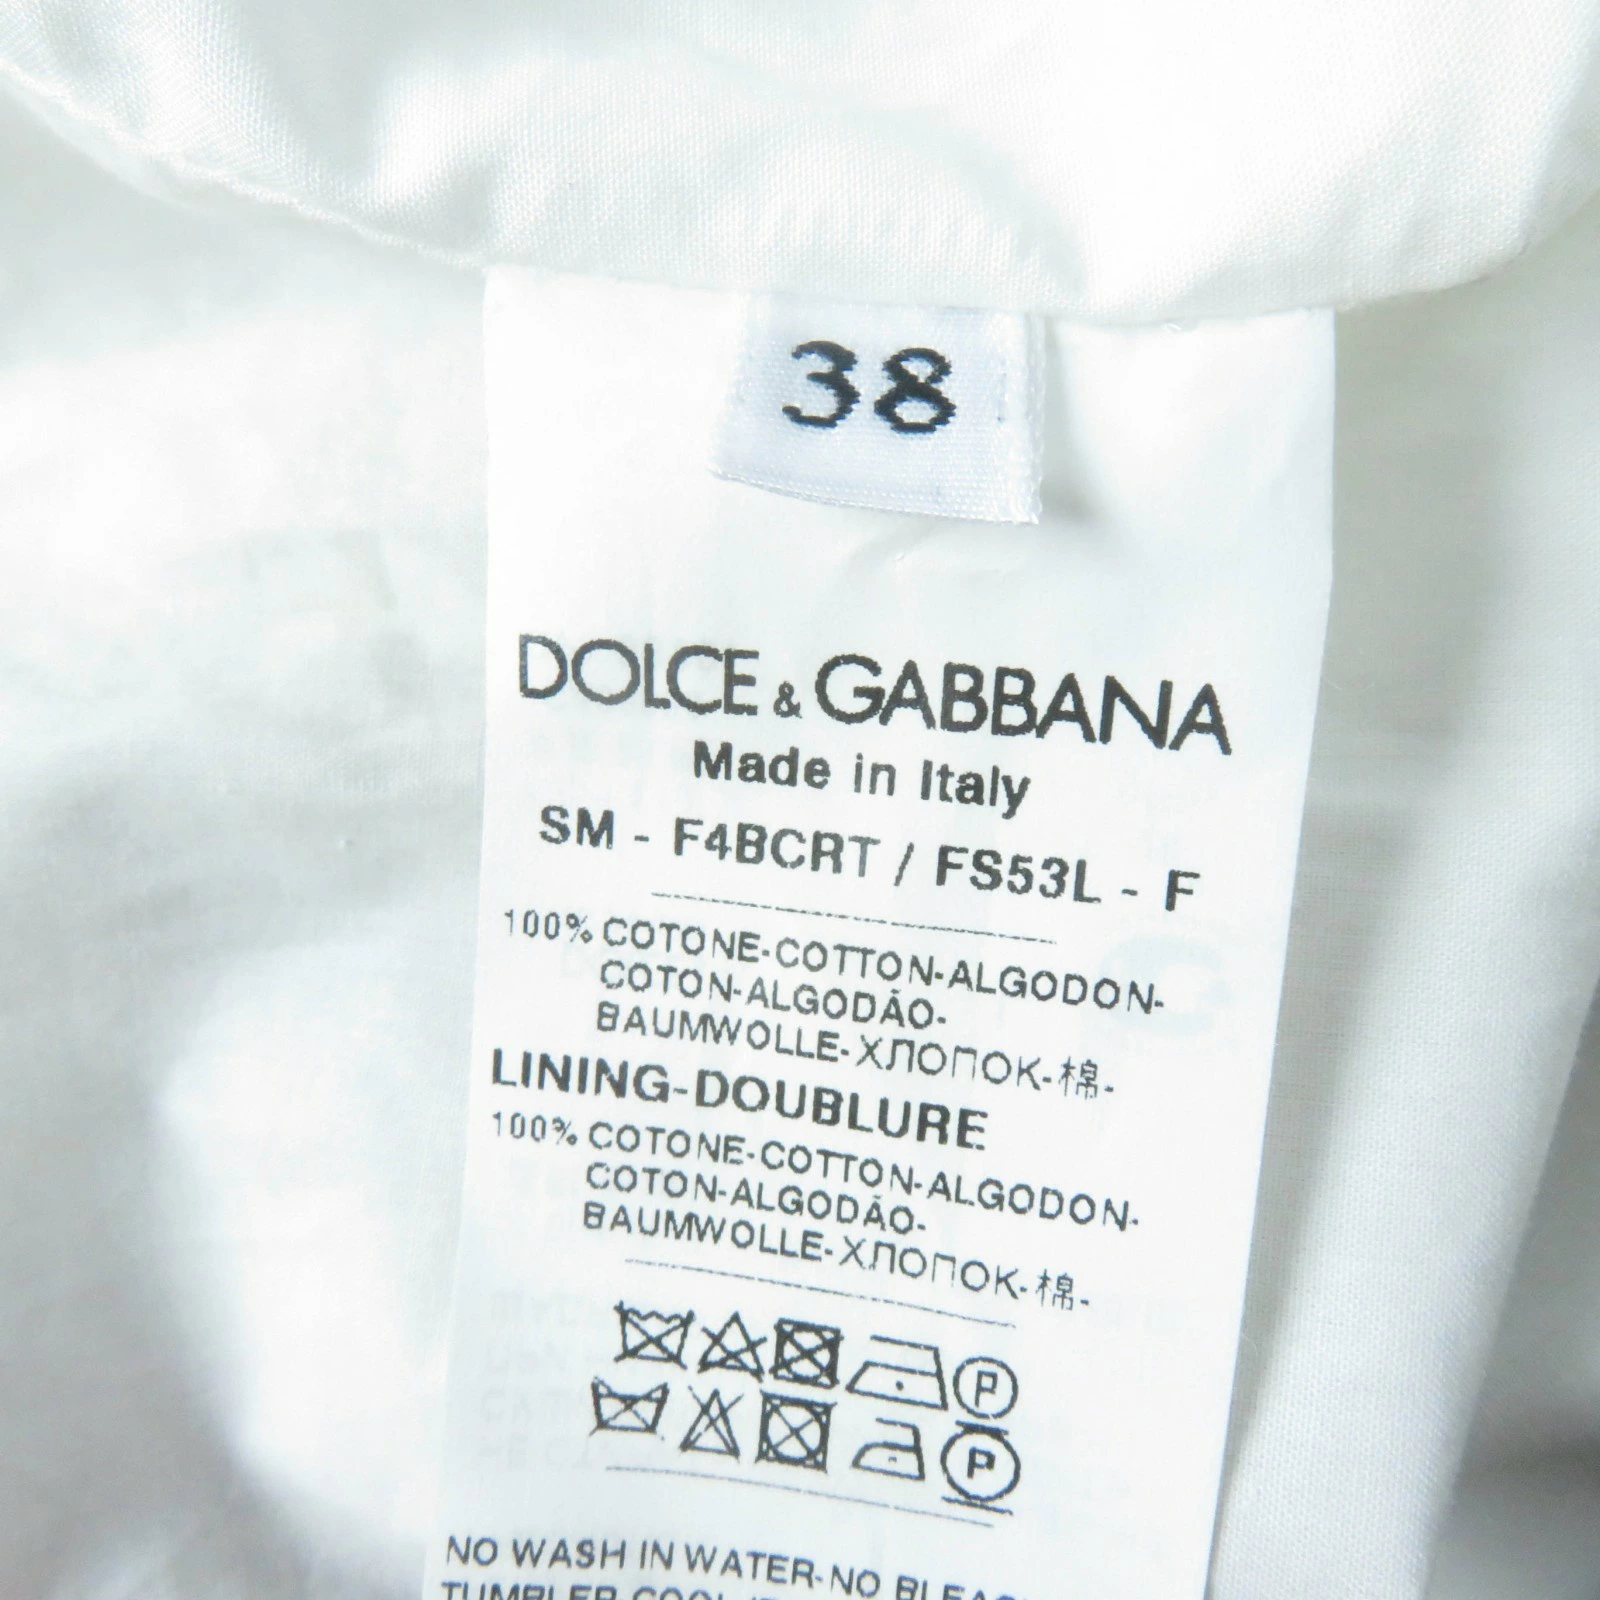 38
DOLCE & GABBANA
Made in Italy
SM - F4BCRT / FS53L - F
100% COTONE-COTTON-ALGODON-
COTON-ALGODÃO-
BAUMWOLLE-ХЛОПОК-棉-
LINING-DOUBLURE
100% COTONE-COTTON-ALGODON-
COTON-ALGODÃO-
BAUMWOLLE-ХЛОПОК-棉-
P
P
NO WASH IN WATER-NO